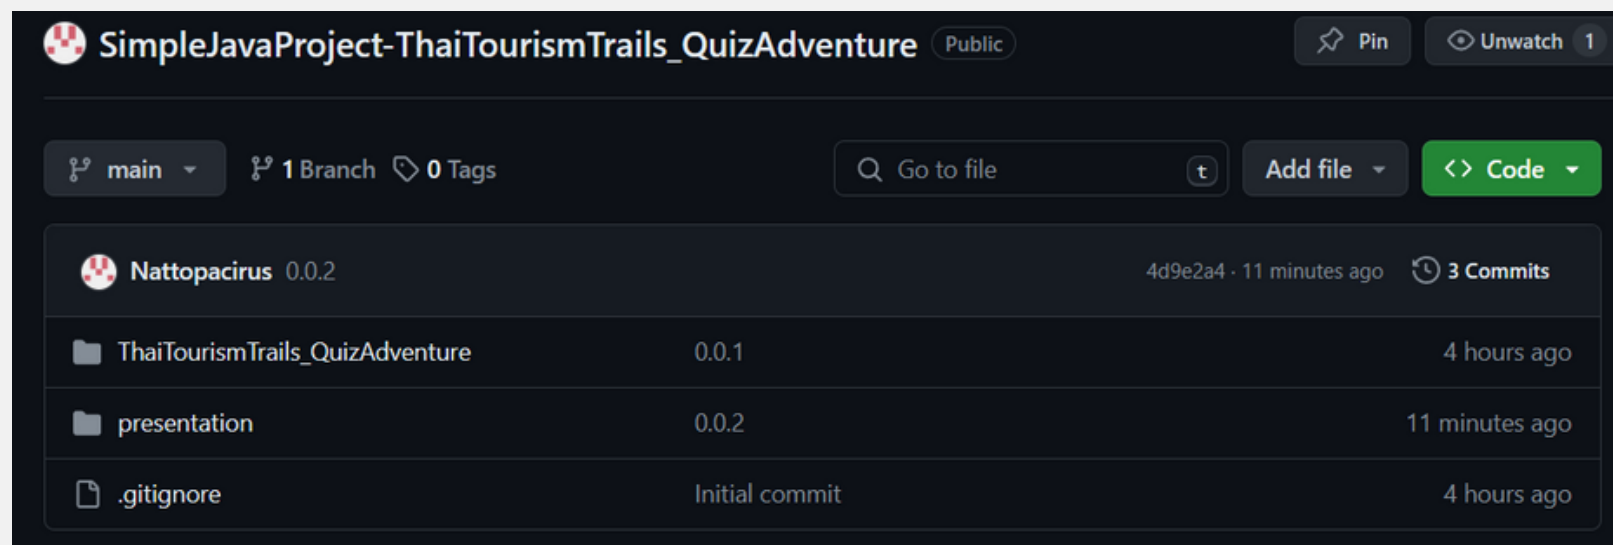 SimpleJavaProject-ThaiTourismTrails_QuizAdventure Public Pin Unwatch 1
main 1 Branch 0 Tags Go to file t Add file <> Code
Nattopacirus 0.0.2 4d9e2a4 · 11 minutes ago 3 Commits
ThaiTourismTrails_QuizAdventure 0.0.1 4 hours ago
presentation 0.0.2 11 minutes ago
.gitignore Initial commit 4 hours ago